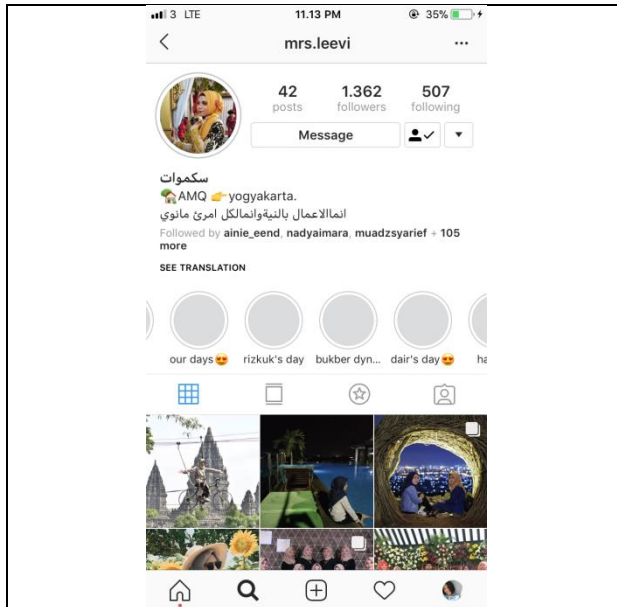 3 LTE 11.13 PM 35%
mrs.leevi
42 1.362 507
posts followers following
Message
سكموات
🏡AMQ 👉yogyakarta.
انماالاعمال بالنيةوانمالكل امرئ مانوي
Followed by ainie_eend, nadyaimara, muadzsyarief + 105
more
SEE TRANSLATION
our days😍 rizkuk's day bukber dyn... dair's day😍 ha